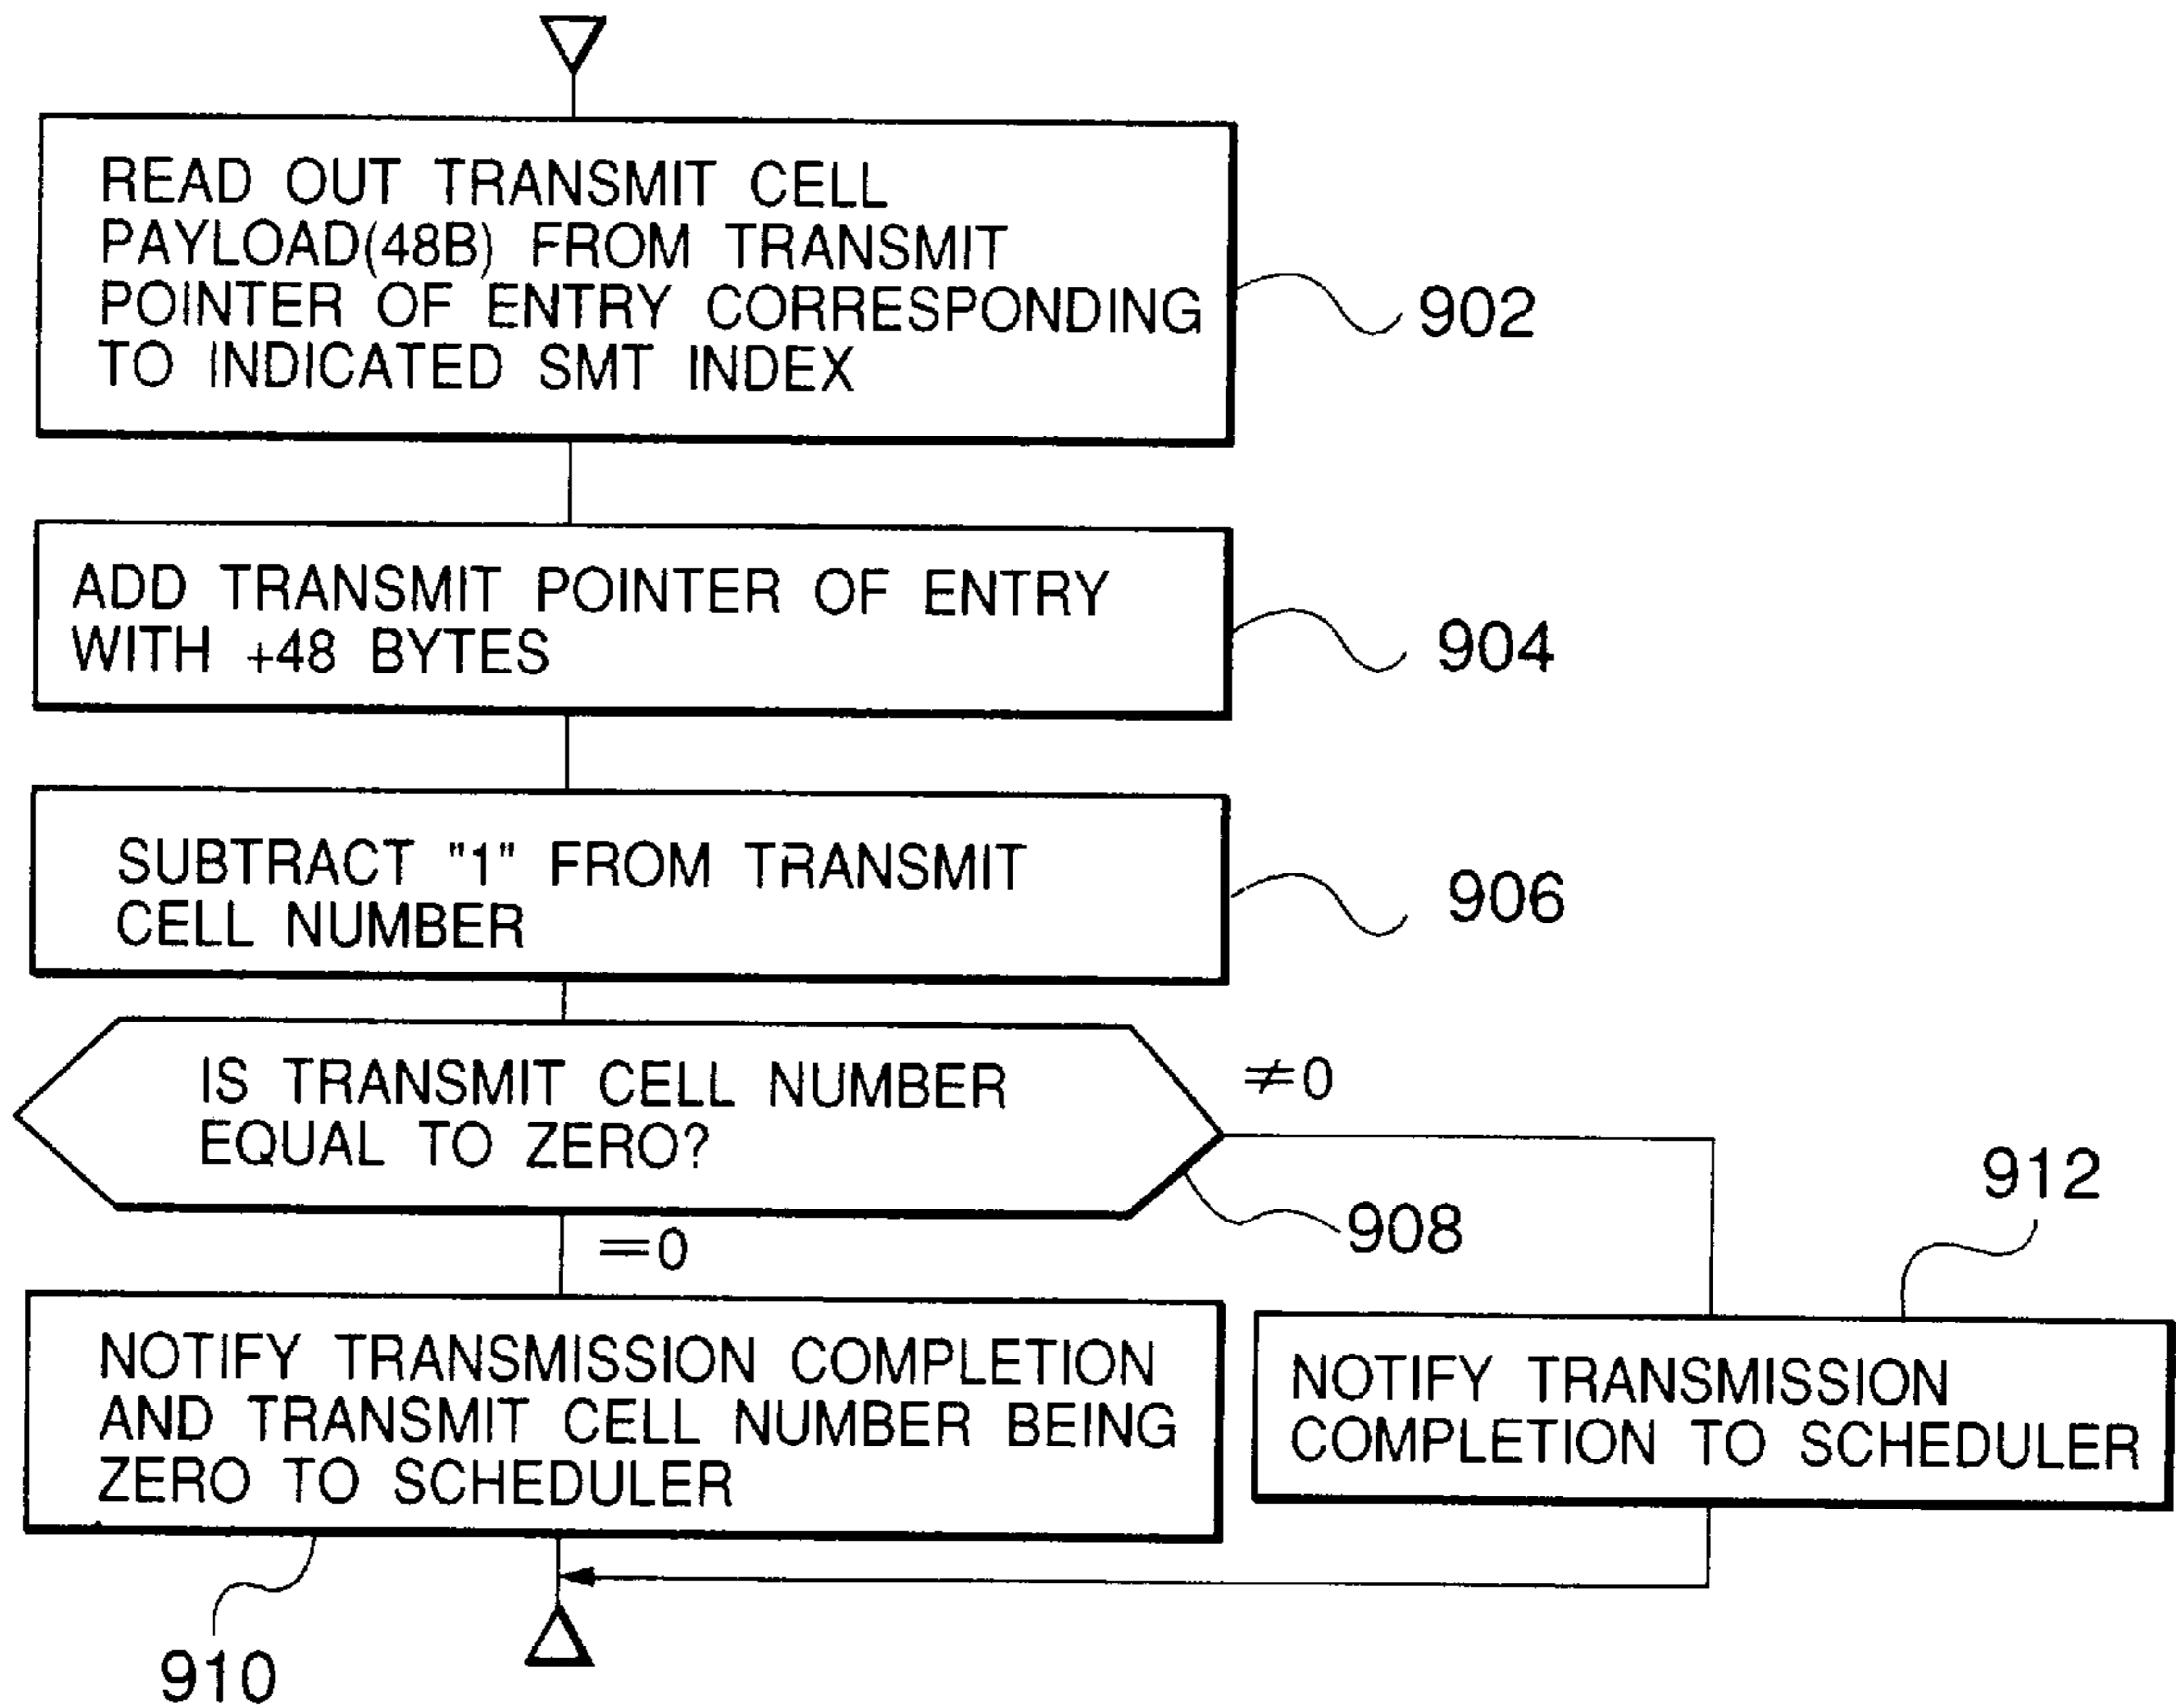 READ OUT TRANSMIT CELL
PAYLOAD(48B) FROM TRANSMIT
POINTER OF ENTRY CORRESPONDING
TO INDICATED SMT INDEX
902
ADD TRANSMIT POINTER OF ENTRY
WITH +48 BYTES
904
SUBTRACT "1" FROM TRANSMIT
CELL NUMBER
906
IS TRANSMIT CELL NUMBER
EQUAL TO ZERO?
≠0
908
=0
912
NOTIFY TRANSMISSION COMPLETION
AND TRANSMIT CELL NUMBER BEING
ZERO TO SCHEDULER
NOTIFY TRANSMISSION
COMPLETION TO SCHEDULER
910